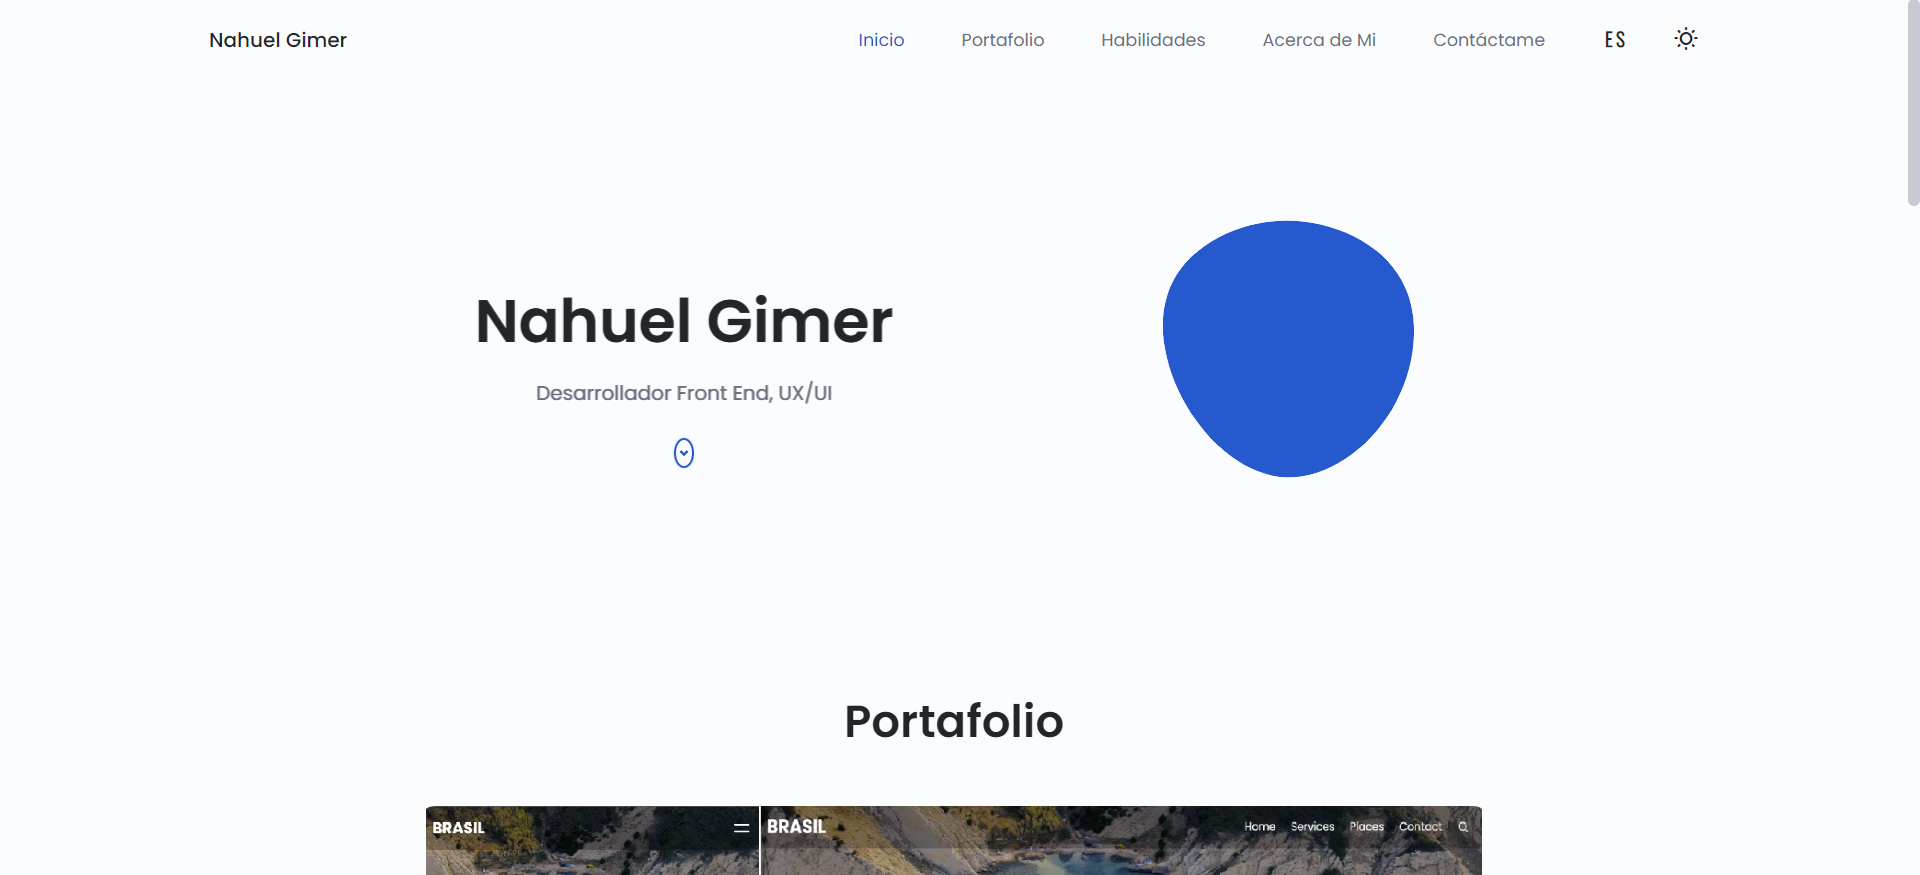 Nahuel Gimer
Inicio Portafolio Habilidades Acerca de Mi Contáctame ES
Nahuel Gimer
Desarrollador Front End, UX/UI
Portafolio
BRASIL
BRASIL Home Services Places Contact